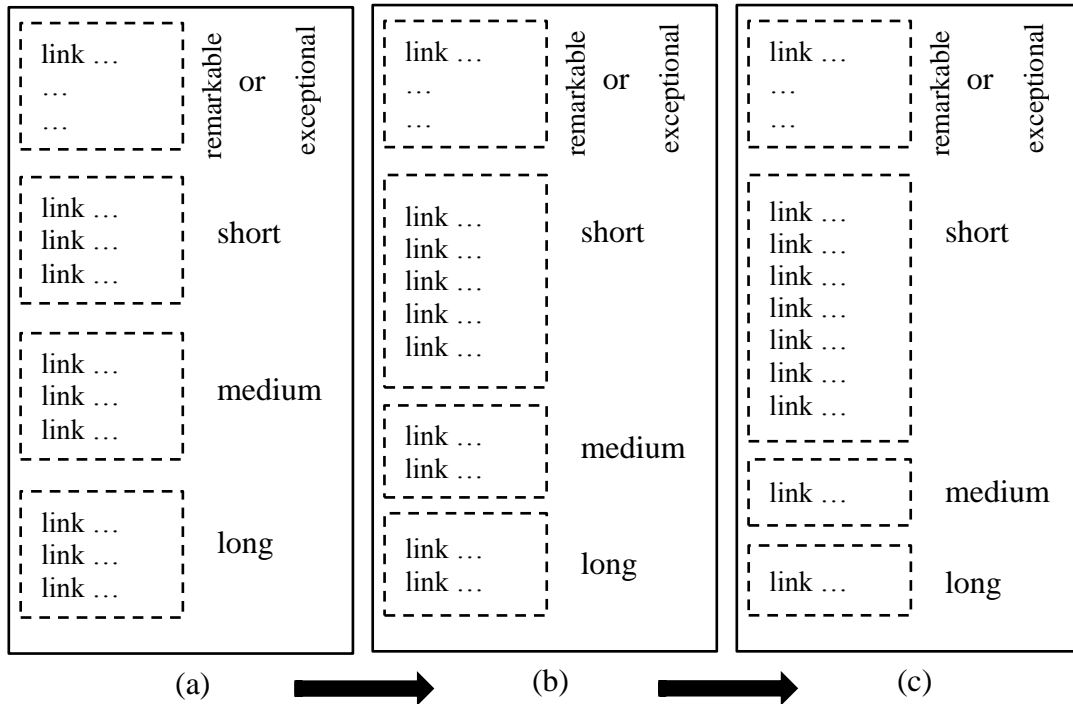 link …
…
…
remarkable
or
exceptional
link …
link …
link …
short
link …
link …
link …
medium
link …
link …
link …
long
(a)
link …
…
…
remarkable
or
exceptional
link …
link …
link …
link …
link …
short
link …
link …
medium
link …
link …
long
(b)
link …
…
…
remarkable
or
exceptional
link …
link …
link …
link …
link …
link …
link …
short
link …
medium
link …
long
(c)